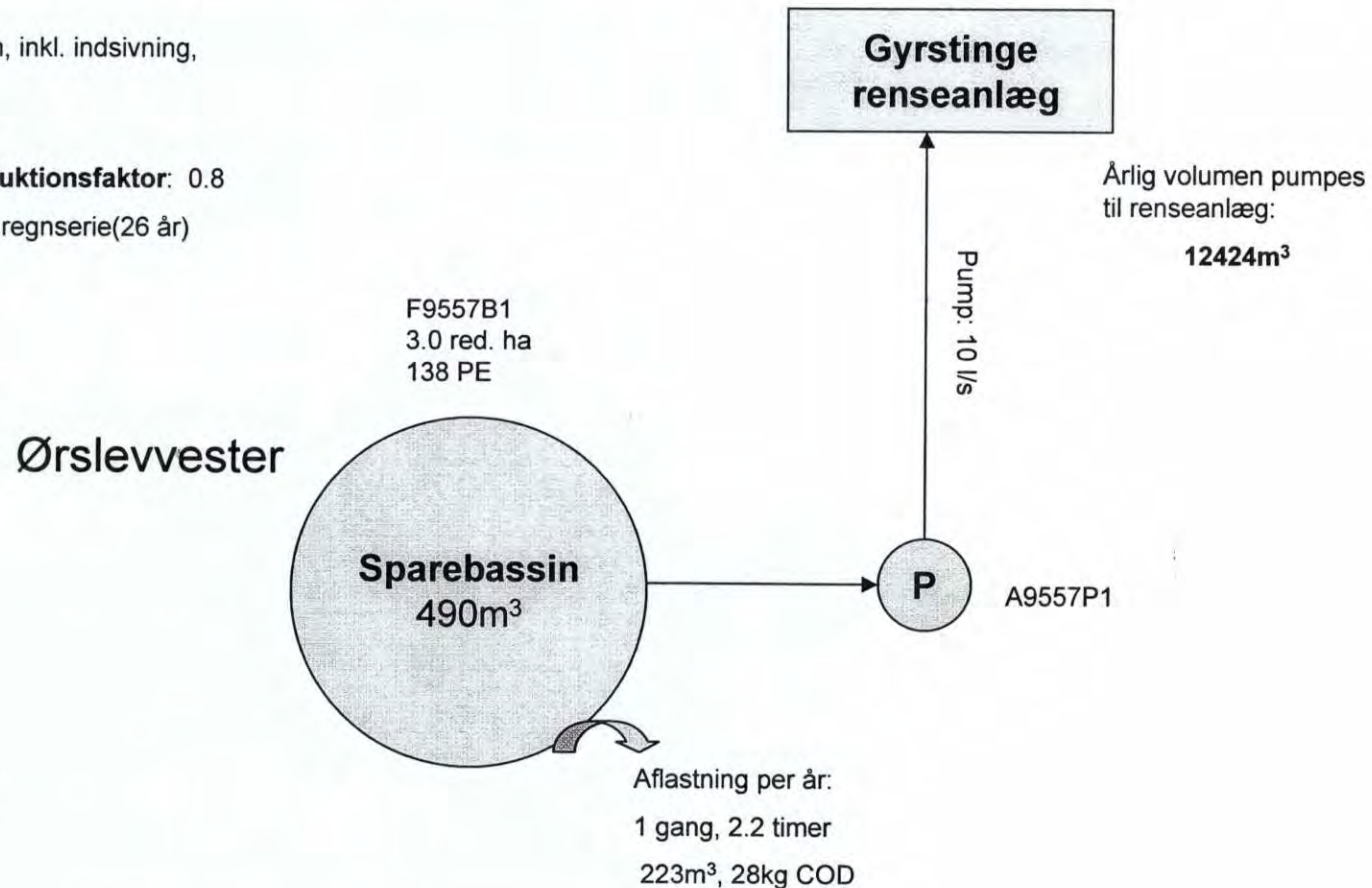 inkl. indsivning,
uktionsfaktor: 0.8
regnserie(26 år)
Gyrstinge
renseanlæg
Årlig volumen pumpes
til renseanlæg:
12424m³
Pump: 10 l/s
F9557B1
3.0 red. ha
138 PE
Ørslevvester
Sparebassin
490m³
P
A9557P1
Aflastning per år:
1 gang, 2.2 timer
223m³, 28kg COD